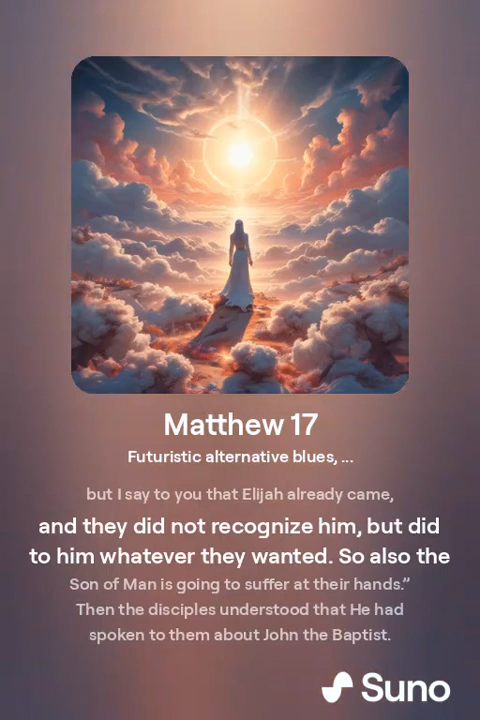 Matthew 17
Futuristic alternative blues, ...
but I say to you that Elijah already came,
and they did not recognize him, but did
to him whatever they wanted. So also the
Son of Man is going to suffer at their hands.”
Then the disciples understood that He had
spoken to them about John the Baptist.
Suno